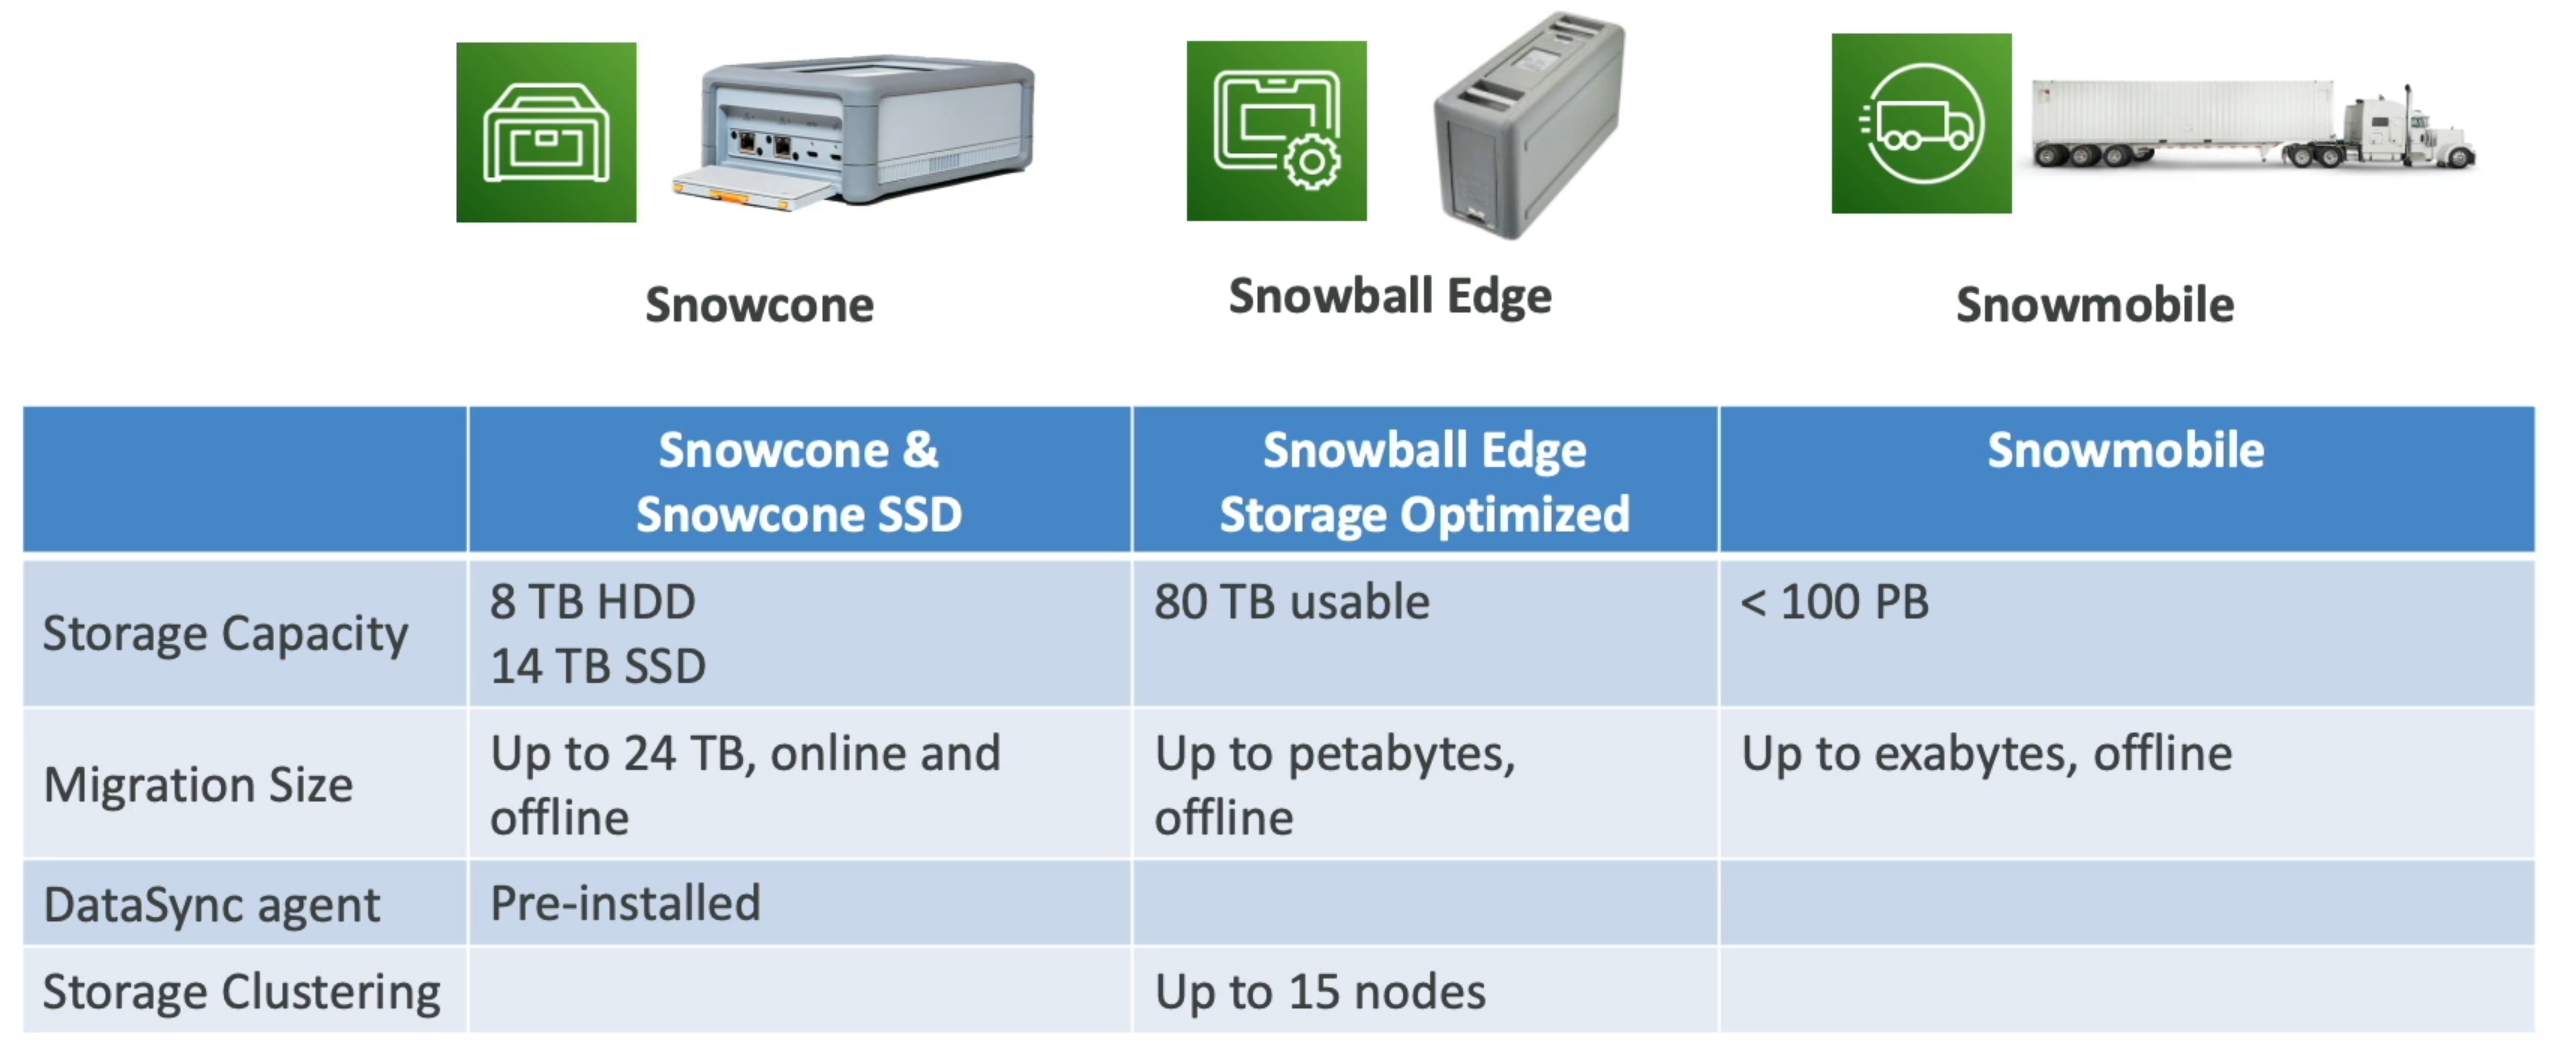 Snowcone
Snowball Edge
Snowmobile
Snowcone &
Snowcone SSD
Snowball Edge
Storage Optimized
Snowmobile
Storage Capacity
8 TB HDD
14 TB SSD
80 TB usable
< 100 PB
Migration Size
Up to 24 TB, online and
offline
Up to petabytes,
offline
Up to exabytes, offline
DataSync agent
Pre-installed
Storage Clustering
Up to 15 nodes